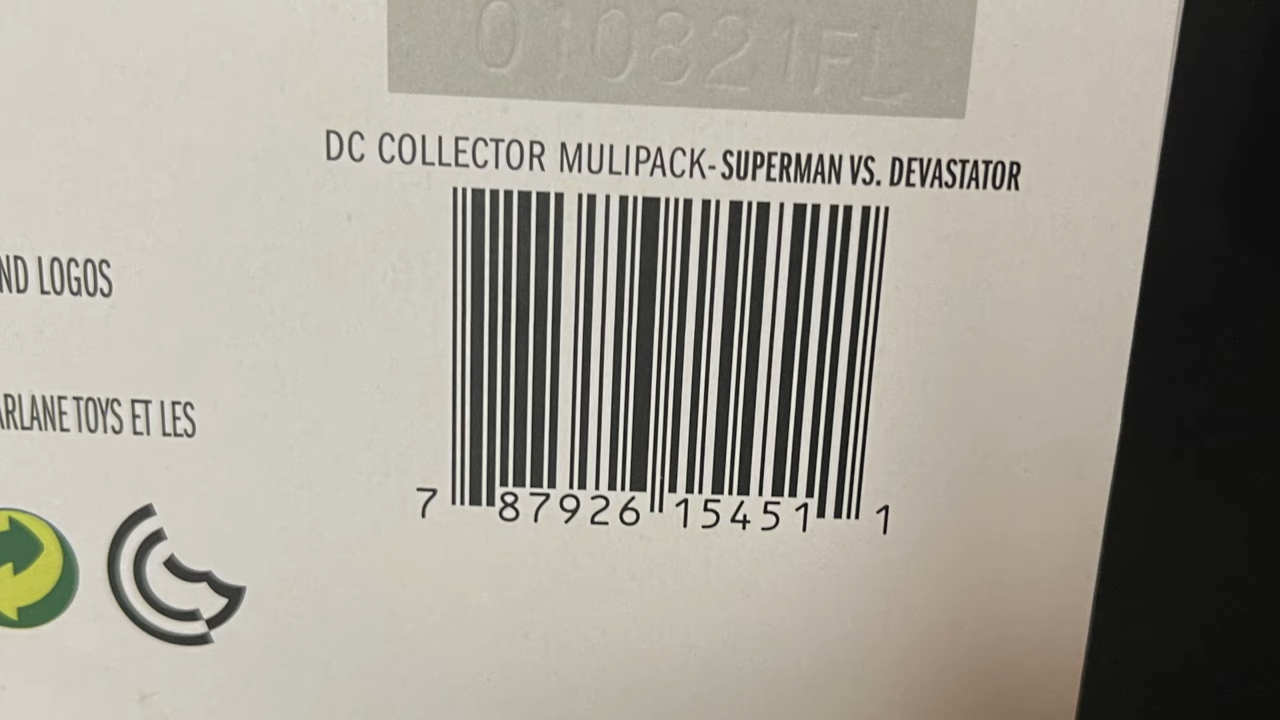 010821FL
DC COLLECTOR MULIPACK-SUPERMAN VS. DEVASTATOR
ND LOGOS
ARLANE TOYS ET LES
7 87926 15451 1